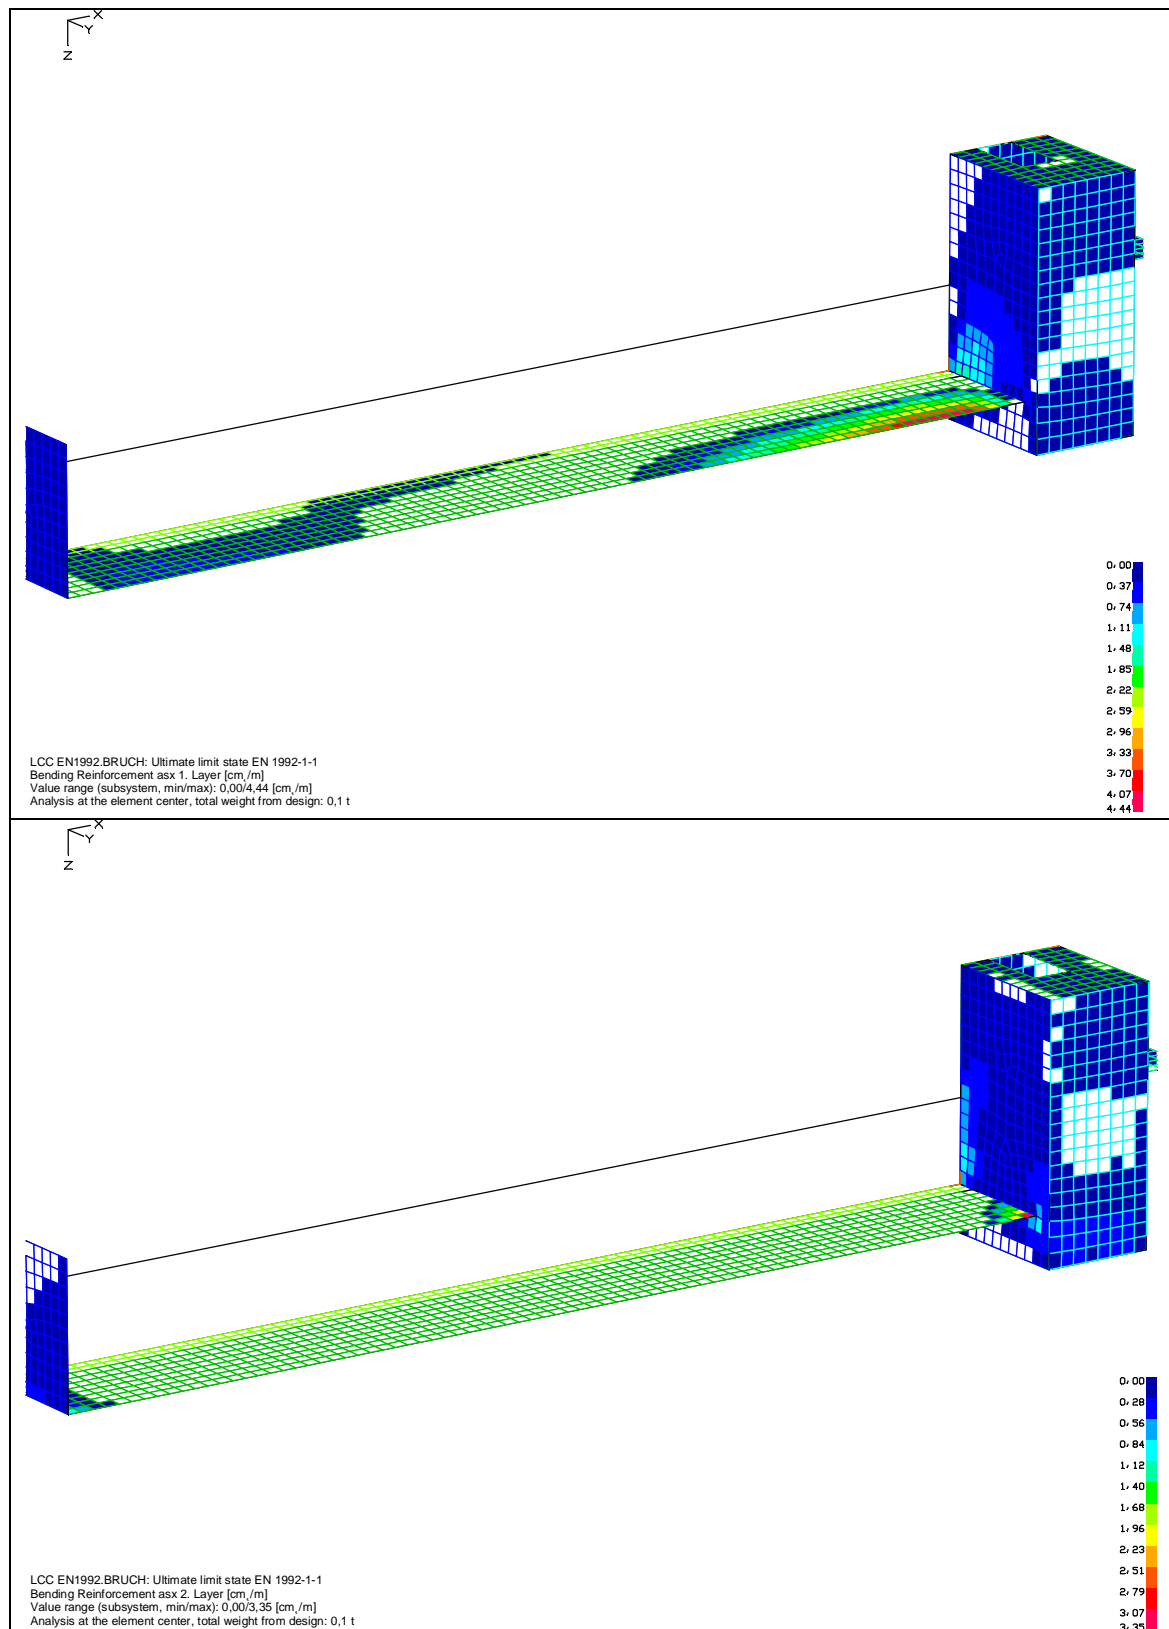 X
Y
Z
0,00
0,37
0,74
1,11
1,48
1,85
2,22
2,59
2,96
3,33
3,70
4,07
4,44
LCC EN1992.BRUCH: Ultimate limit state EN 1992-1-1
Bending Reinforcement asx 1. Layer [cm¸/m]
Value range (subsystem, min/max): 0,00/4,44 [cm¸/m]
Analysis at the element center, total weight from design: 0,1 t
X
Y
Z
0,00
0,28
0,56
0,84
1,12
1,40
1,68
1,96
2,23
2,51
2,79
3,07
3,35
LCC EN1992.BRUCH: Ultimate limit state EN 1992-1-1
Bending Reinforcement asx 2. Layer [cm¸/m]
Value range (subsystem, min/max): 0,00/3,35 [cm¸/m]
Analysis at the element center, total weight from design: 0,1 t